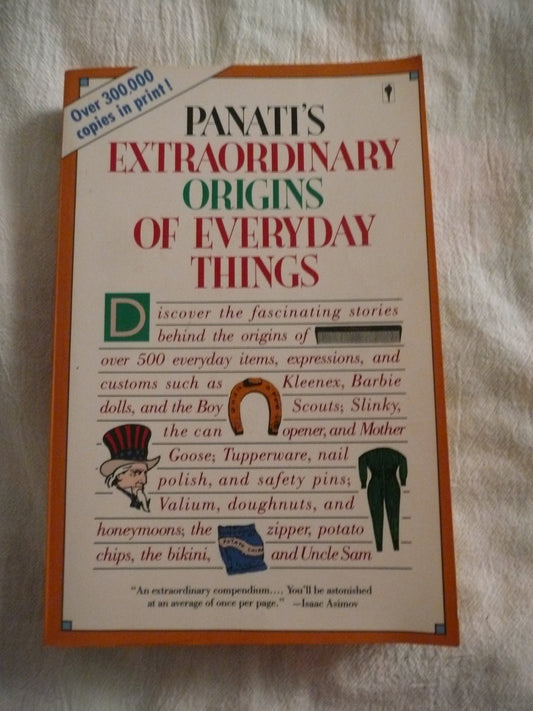 Over 300,000
copies in print!
PANATI'S
EXTRAORDINARY
ORIGINS
OF EVERYDAY
THINGS
Discover the fascinating stories
behind the origins of
over 500 everyday items, expressions, and
customs such as Kleenex, Barbie
dolls, and the Boy Scouts; Slinky,
the can opener, and Mother
Goose; Tupperware, nail
polish, and safety pins;
Valium, doughnuts, and
honeymoons; the zipper, potato
chips, the bikini, and Uncle Sam
POTATO CHIPS
"An extraordinary compendium.... You'll be astonished
at an average of once per page." —Isaac Asimov